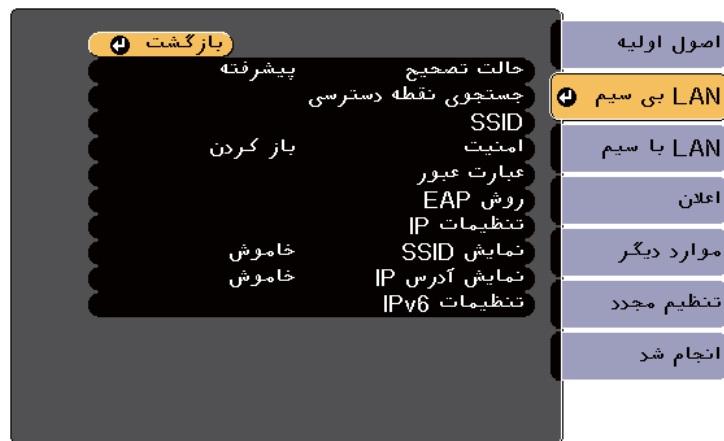 اصول اولیه
LAN بی سیم
LAN با سیم
اعلان
موارد دیگر
تنظیم مجدد
انجام شد
بازگشت
حالت تصحیح پیشرفته
جستجوی نقطه دسترسی
SSID
امنیت باز کردن
عبارت عبور
روش EAP
تنظیمات IP
نمایش SSID خاموش
نمایش آدرس IP خاموش
تنظیمات IPv6